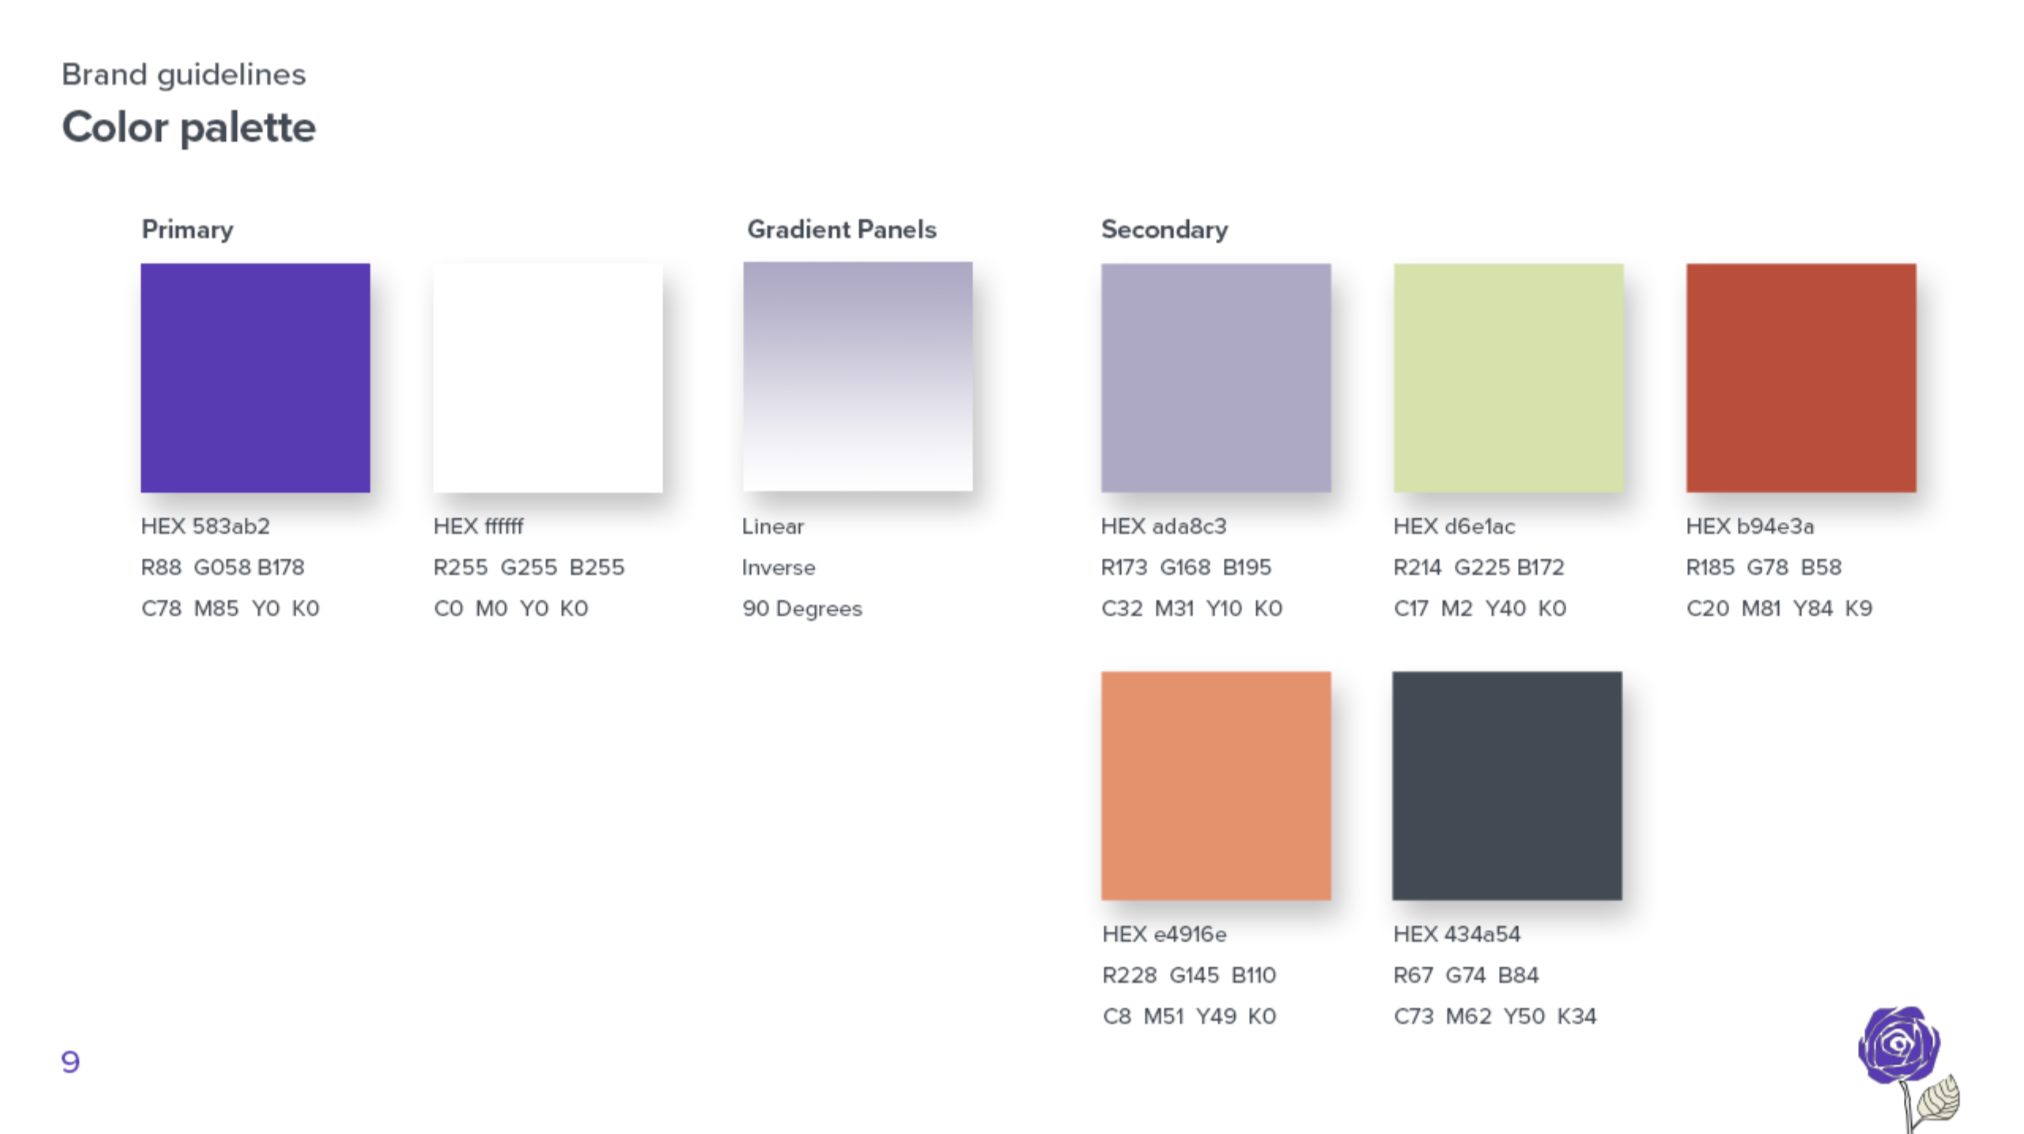 Brand guidelines
Color palette
Primary
HEX 583ab2
R88 G058 B178
C78 M85 Y0 K0
HEX ffffff
R255 G255 B255
C0 M0 Y0 K0
Gradient Panels
Linear
Inverse
90 Degrees
Secondary
HEX ada8c3
R173 G168 B195
C32 M31 Y10 K0
HEX d6e1ac
R214 G225 B172
C17 M2 Y40 K0
HEX b94e3a
R185 G78 B58
C20 M81 Y84 K9
HEX e4916e
R228 G145 B110
C8 M51 Y49 K0
HEX 434a54
R67 G74 B84
C73 M62 Y50 K34
9